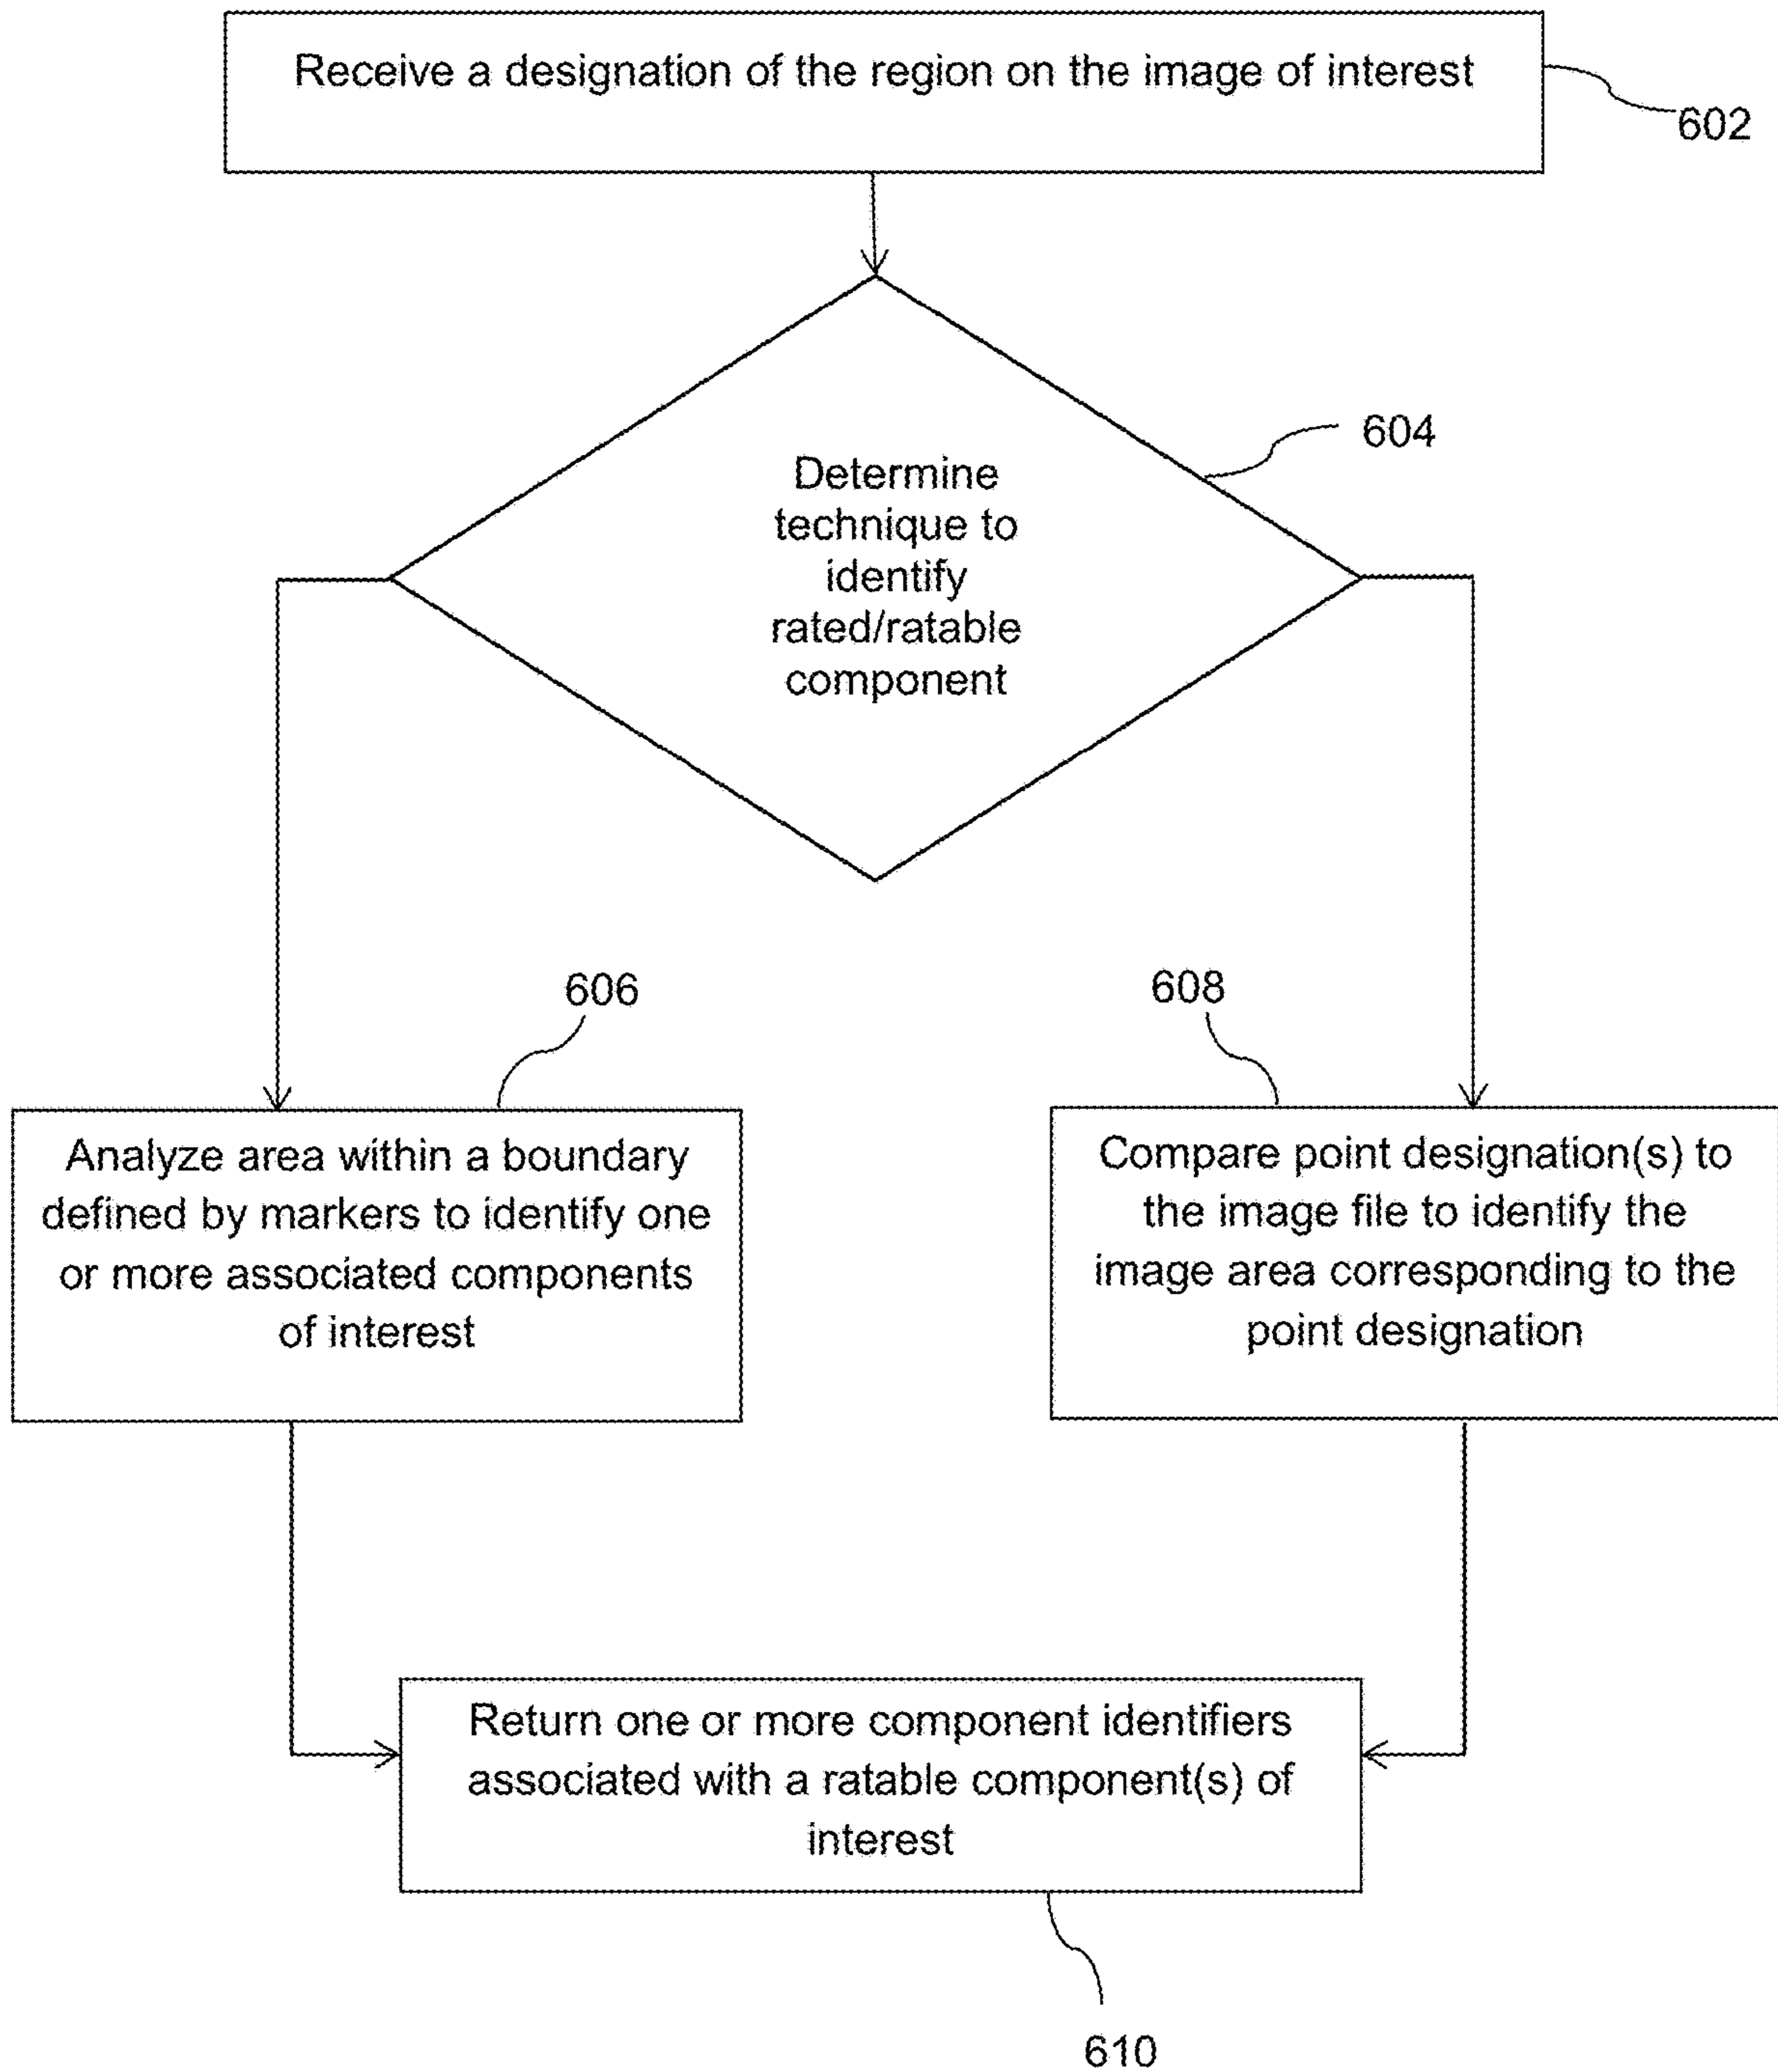 Receive a designation of the region on the image of interest
602
604
Determine
technique to
identify
rated/ratable
component
606
Analyze area within a boundary
defined by markers to identify one
or more associated components
of interest
608
Compare point designation(s) to
the image file to identify the
image area corresponding to the
point designation
Return one or more component identifiers
associated with a ratable component(s) of
interest
610